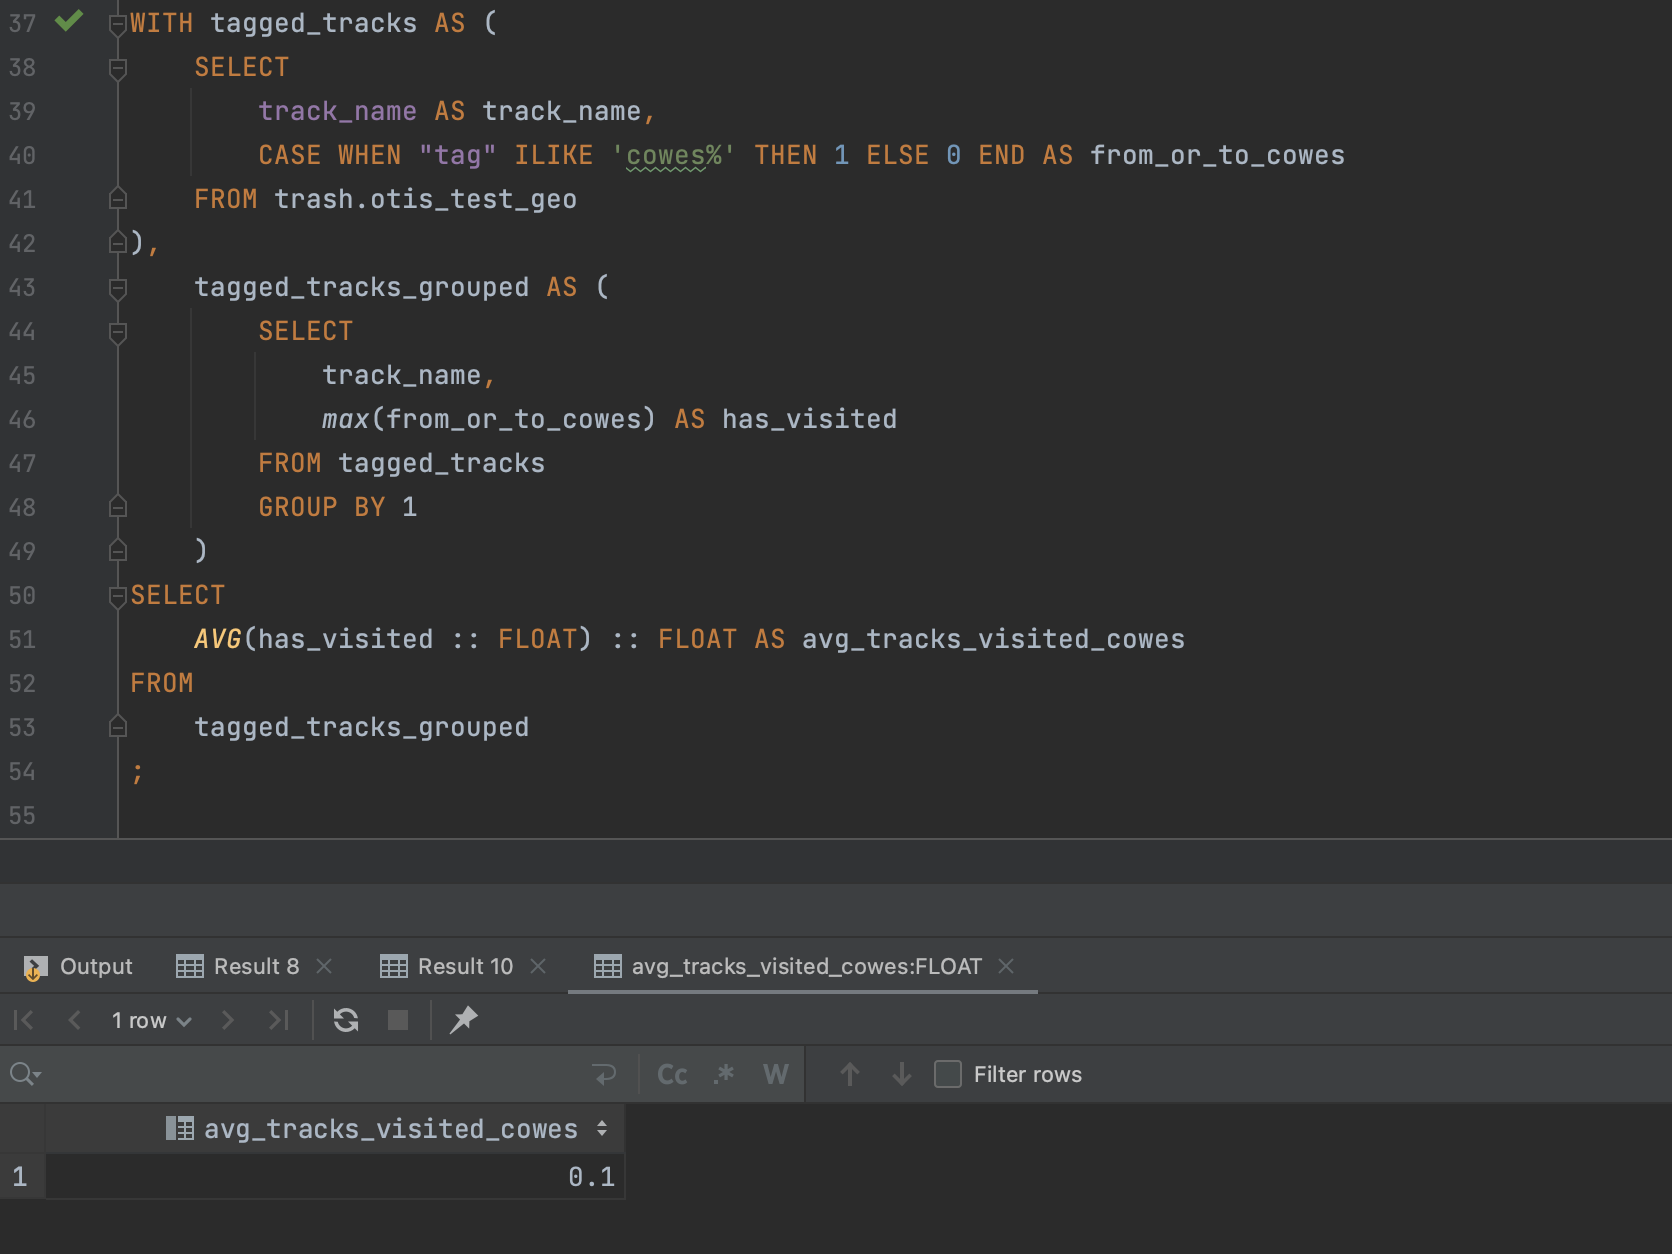 37 WITH tagged_tracks AS (
38 SELECT
39 track_name AS track_name,
40 CASE WHEN "tag" ILIKE 'cowes%' THEN 1 ELSE 0 END AS from_or_to_cowes
41 FROM trash.otis_test_geo
42 ),
43 tagged_tracks_grouped AS (
44 SELECT
45 track_name,
46 max(from_or_to_cowes) AS has_visited
47 FROM tagged_tracks
48 GROUP BY 1
49 )
50 SELECT
51 AVG(has_visited :: FLOAT) :: FLOAT AS avg_tracks_visited_cowes
52 FROM
53 tagged_tracks_grouped
54 ;
55
Output Result 8 Result 10 avg_tracks_visited_cowes:FLOAT
1 row
Cc .* W Filter rows
avg_tracks_visited_cowes
1 0.1